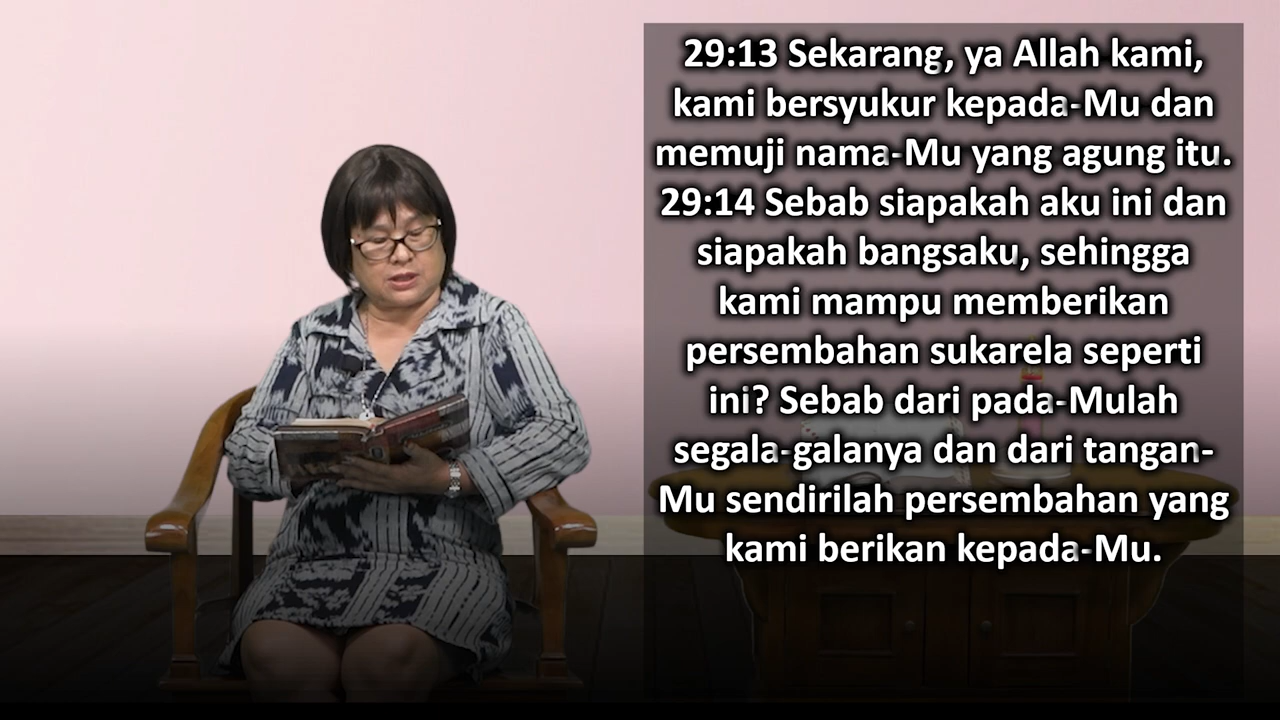 29:13 Sekarang, ya Allah kami,
kami bersyukur kepada-Mu dan
memuji nama-Mu yang agung itu.
29:14 Sebab siapakah aku ini dan
siapakah bangsaku, sehingga
kami mampu memberikan
persembahan sukarela seperti
ini? Sebab dari pada-Mulah
segala-galanya dan dari tangan-
Mu sendirilah persembahan yang
kami berikan kepada-Mu.